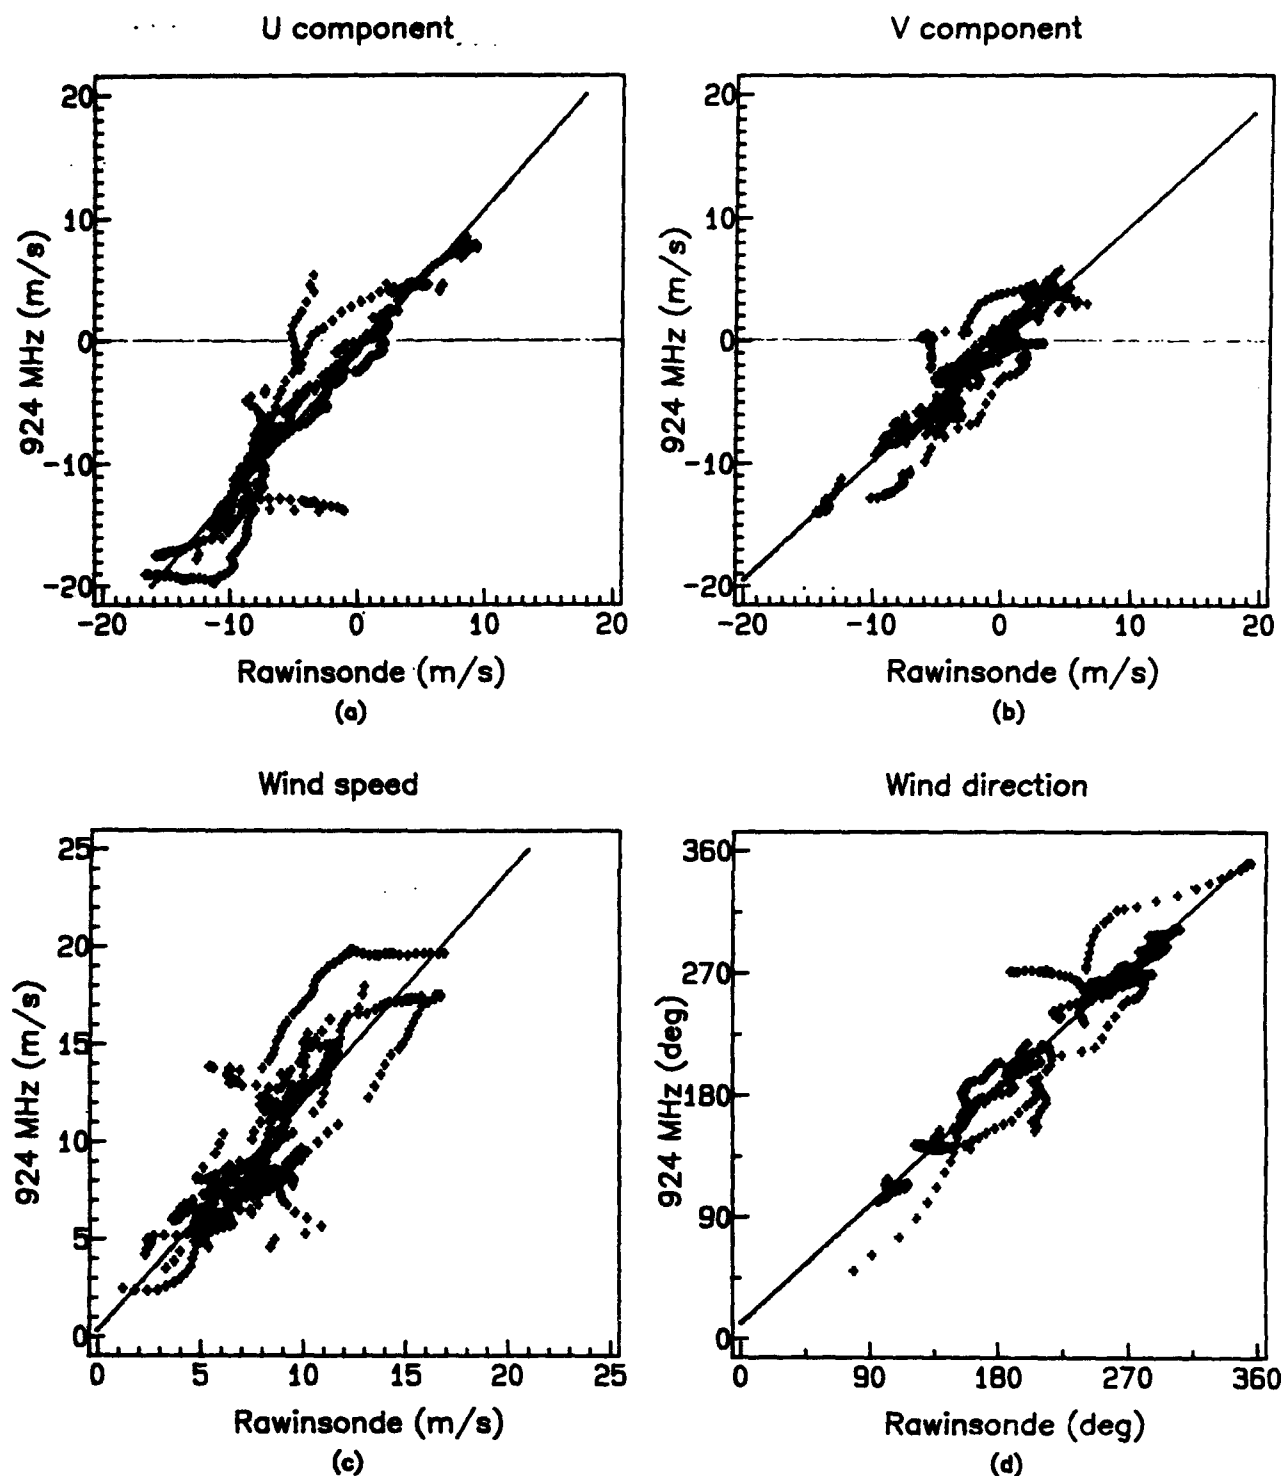 U component
20
10
0
-10
-20
924 MHz (m/s)
-20 -10 0 10 20
Rawinsonde (m/s)
(a)
V component
20
10
0
-10
-20
924 MHz (m/s)
-20 -10 0 10 20
Rawinsonde (m/s)
(b)
Wind speed
25
20
15
10
5
0
924 MHz (m/s)
0 5 10 15 20 25
Rawinsonde (m/s)
(c)
Wind direction
360
270
180
90
0
924 MHz (deg)
0 90 180 270 360
Rawinsonde (deg)
(d)